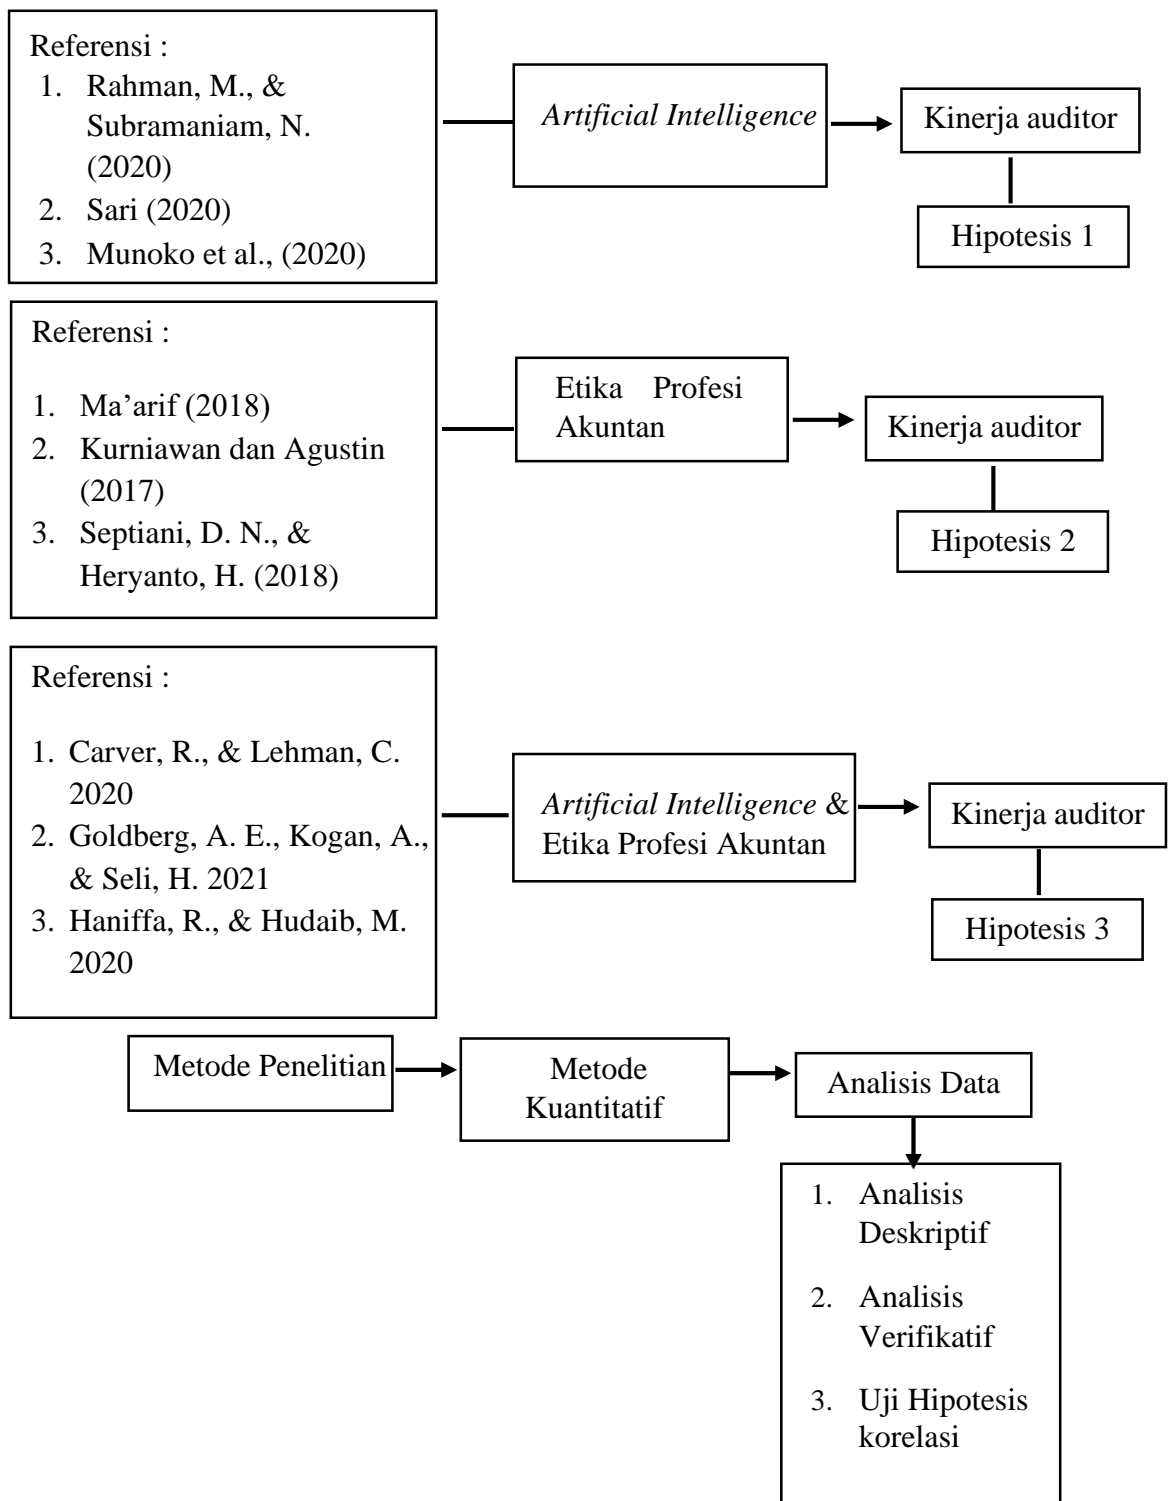 Referensi :
1. Rahman, M., &
Subramaniam, N.
(2020)
2. Sari (2020)
3. Munoko et al., (2020)
Artificial Intelligence
Kinerja auditor
Hipotesis 1
Referensi :
1. Ma’arif (2018)
2. Kurniawan dan Agustin
(2017)
3. Septiani, D. N., &
Heryanto, H. (2018)
Etika Profesi
Akuntan
Kinerja auditor
Hipotesis 2
Referensi :
1. Carver, R., & Lehman, C.
2020
2. Goldberg, A. E., Kogan, A.,
& Seli, H. 2021
3. Haniffa, R., & Hudaib, M.
2020
Artificial Intelligence &
Etika Profesi Akuntan
Kinerja auditor
Hipotesis 3
Metode Penelitian
Metode
Kuantitatif
Analisis Data
1. Analisis
Deskriptif
2. Analisis
Verifikatif
3. Uji Hipotesis
korelasi